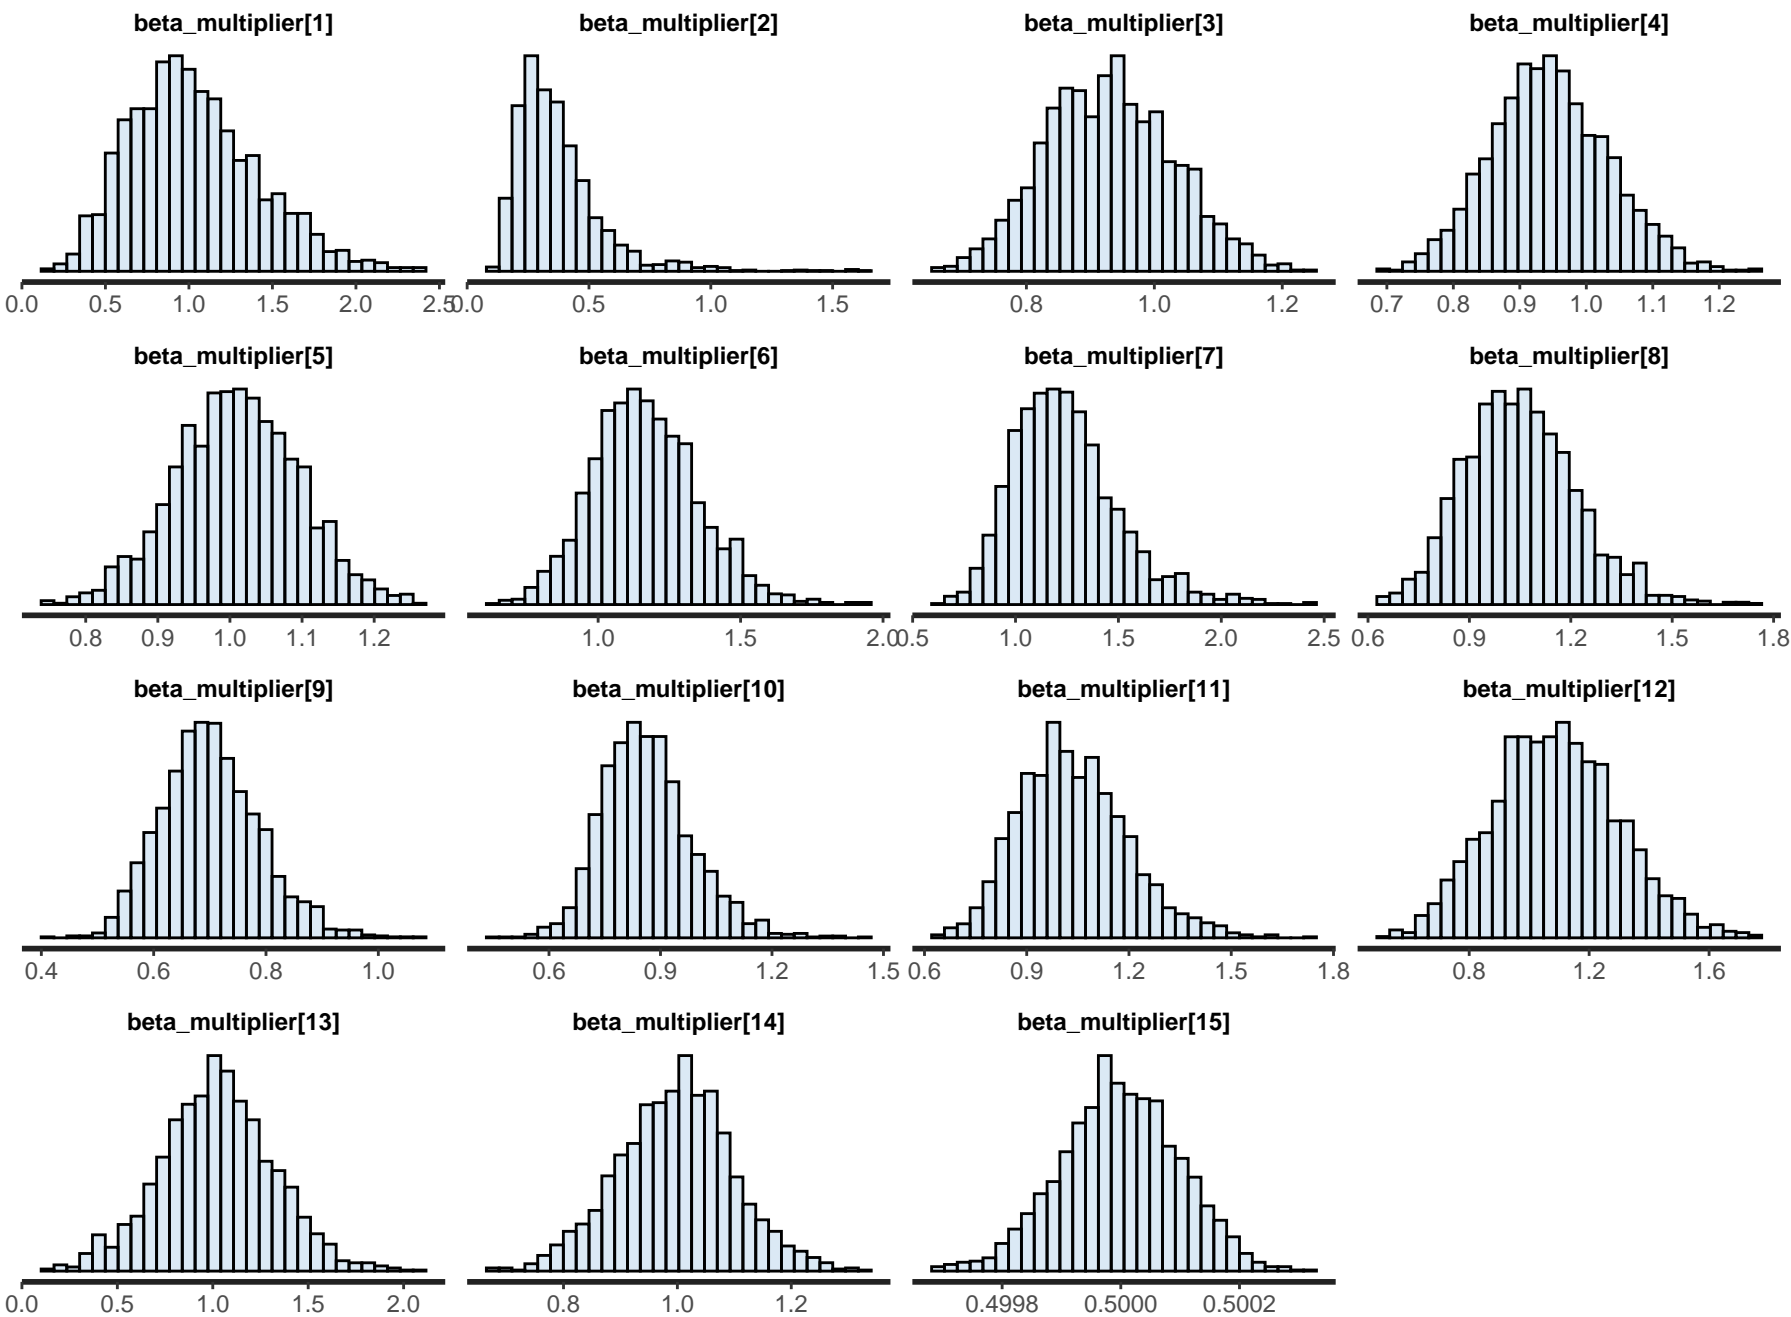 beta_multiplier[1] beta_multiplier[2] beta_multiplier[3] beta_multiplier[4]
0.0 0.5 1.0 1.5 2.0 2.5 0.0 0.5 1.0 1.5 0.8 1.0 1.2 0.7 0.8 0.9 1.0 1.1 1.2
beta_multiplier[5] beta_multiplier[6] beta_multiplier[7] beta_multiplier[8]
0.8 0.9 1.0 1.1 1.2 1.0 1.5 2.0 0.5 1.0 1.5 2.0 2.5 0.6 0.9 1.2 1.5 1.8
beta_multiplier[9] beta_multiplier[10] beta_multiplier[11] beta_multiplier[12]
0.4 0.6 0.8 1.0 0.6 0.9 1.2 1.5 0.6 0.9 1.2 1.5 1.8 0.8 1.2 1.6
beta_multiplier[13] beta_multiplier[14] beta_multiplier[15]
0.0 0.5 1.0 1.5 2.0 0.8 1.0 1.2 0.4998 0.5000 0.5002